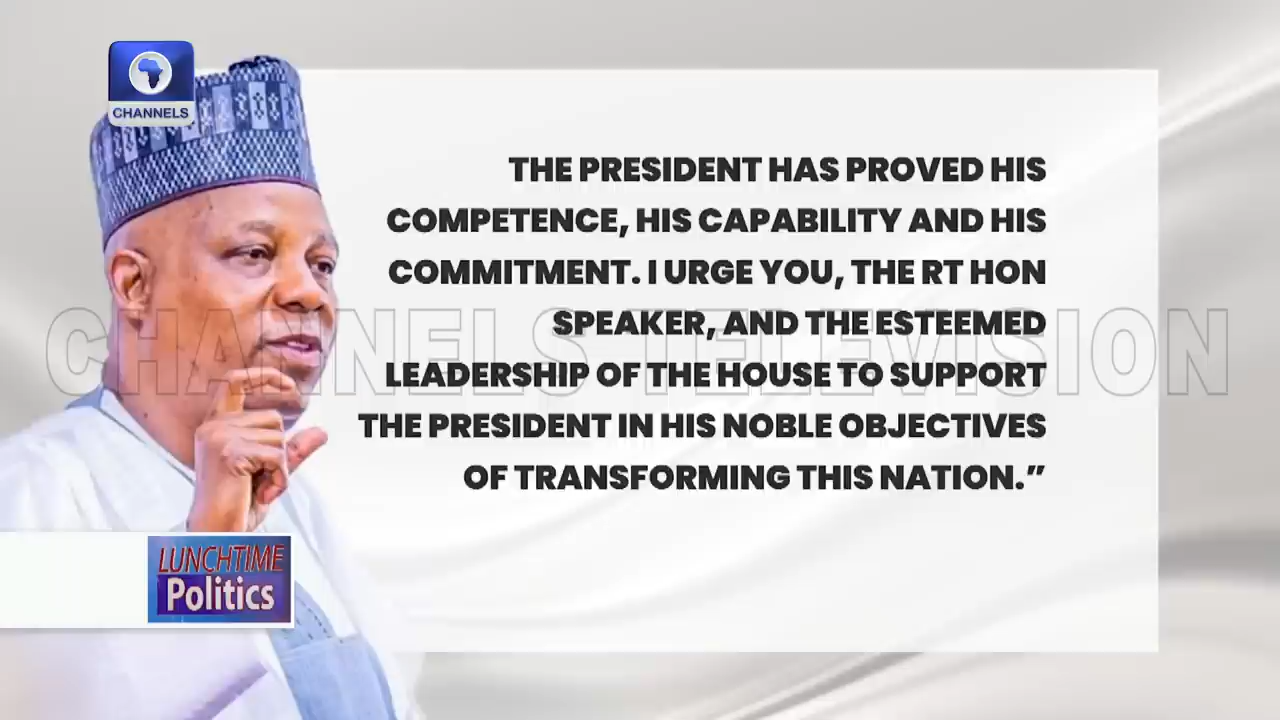 CHANNELS
THE PRESIDENT HAS PROVED HIS
COMPETENCE, HIS CAPABILITY AND HIS
COMMITMENT. I URGE YOU, THE RT HON
SPEAKER, AND THE ESTEEMED
LEADERSHIP OF THE HOUSE TO SUPPORT
THE PRESIDENT IN HIS NOBLE OBJECTIVES
OF TRANSFORMING THIS NATION.”
CHANNELS TELEVISION
LUNCHTIME
Politics